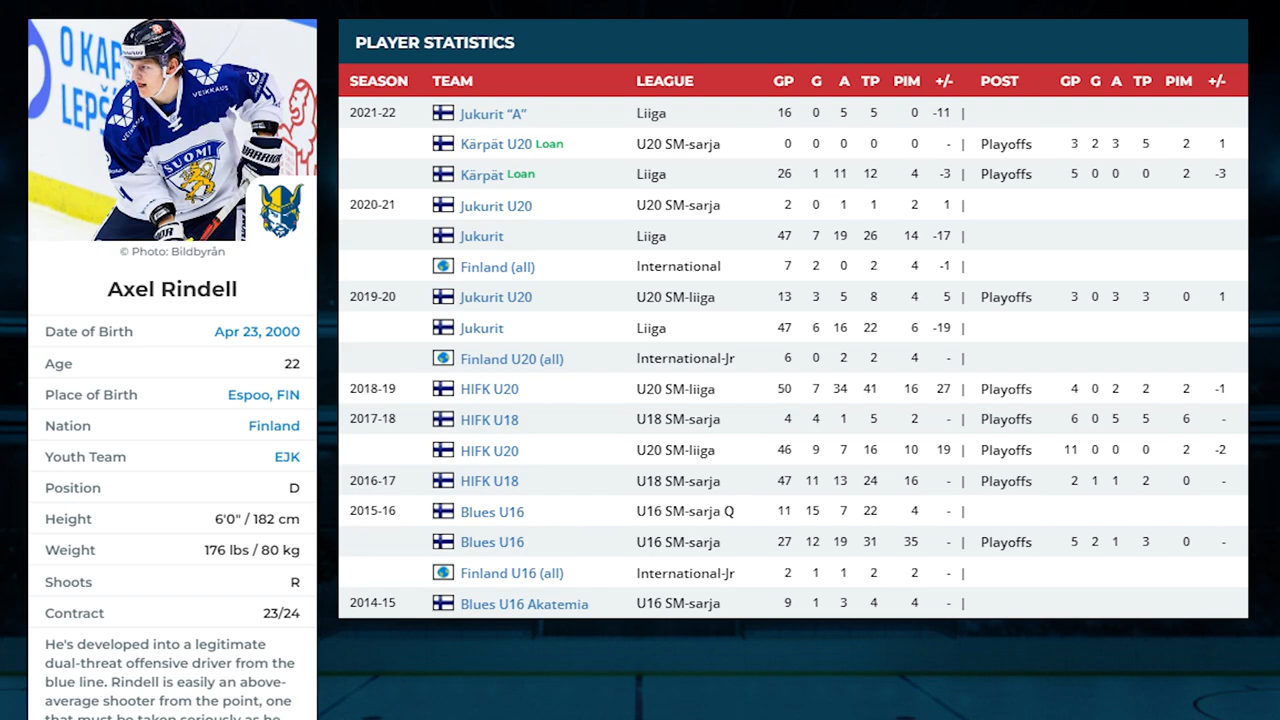 O KAP
LEPŠ
VEIKKAUS
VEIKKAUS
WARRIOR
SUOMI
© Photo: Bildbyrån
Axel Rindell
Date of Birth Apr 23, 2000
Age 22
Place of Birth Espoo, FIN
Nation Finland
Youth Team EJK
Position D
Height 6'0" / 182 cm
Weight 176 lbs / 80 kg
Shoots R
Contract 23/24
He's developed into a legitimate
dual-threat offensive driver from the
blue line. Rindell is easily an above-
average shooter from the point, one
that must be taken seriously as he
PLAYER STATISTICS
SEASON TEAM LEAGUE GP G A TP PIM +/- POST GP G A TP PIM +/-
2021-22 Jukurit “A” Liiga 16 0 5 5 0 -11 |
Kärpät U20 Loan U20 SM-sarja 0 0 0 0 0 - | Playoffs 3 2 3 5 2 1
Kärpät Loan Liiga 26 1 11 12 4 -3 | Playoffs 5 0 0 0 2 -3
2020-21 Jukurit U20 U20 SM-sarja 2 0 1 1 2 1 |
Jukurit Liiga 47 7 19 26 14 -17 |
Finland (all) International 7 2 0 2 4 -1 |
2019-20 Jukurit U20 U20 SM-liiga 13 3 5 8 4 5 | Playoffs 3 0 3 3 0 1
Jukurit Liiga 47 6 16 22 6 -19 |
Finland U20 (all) International-Jr 6 0 2 2 4 - |
2018-19 HIFK U20 U20 SM-liiga 50 7 34 41 16 27 | Playoffs 4 0 2 2 2 -1
2017-18 HIFK U18 U18 SM-sarja 4 4 1 5 2 - | Playoffs 6 0 5 5 6 -
HIFK U20 U20 SM-liiga 46 9 7 16 10 19 | Playoffs 11 0 0 0 2 -2
2016-17 HIFK U18 U18 SM-sarja 47 11 13 24 16 - | Playoffs 2 1 1 2 0 -
2015-16 Blues U16 U16 SM-sarja Q 11 15 7 22 4 - |
Blues U16 U16 SM-sarja 27 12 19 31 35 - | Playoffs 5 2 1 3 0 -
Finland U16 (all) International-Jr 2 1 1 2 2 - |
2014-15 Blues U16 Akatemia U16 SM-sarja 9 1 3 4 4 - |